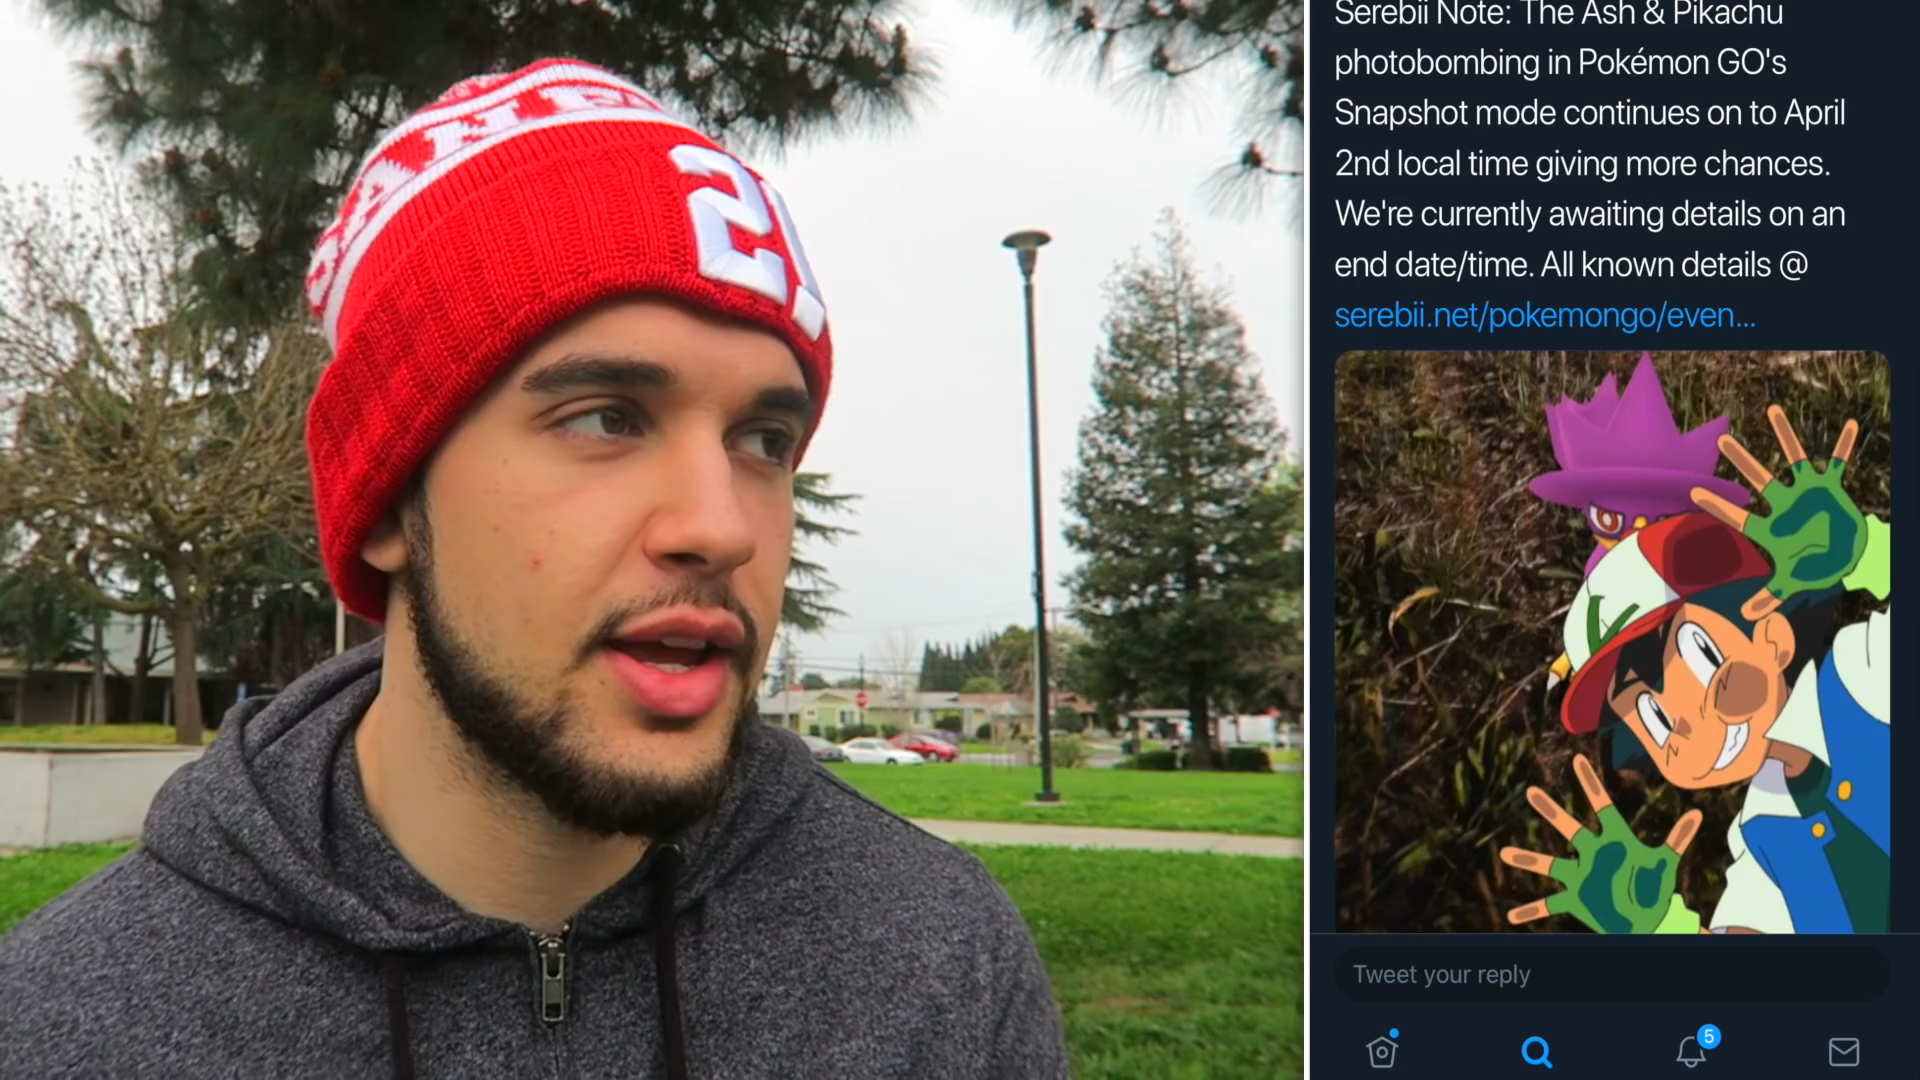 Serebii Note: The Ash & Pikachu
photobombing in Pokémon GO's
Snapshot mode continues on to April
2nd local time giving more chances.
We're currently awaiting details on an
end date/time. All known details @
serebii.net/pokemongo/even...
Tweet your reply
5